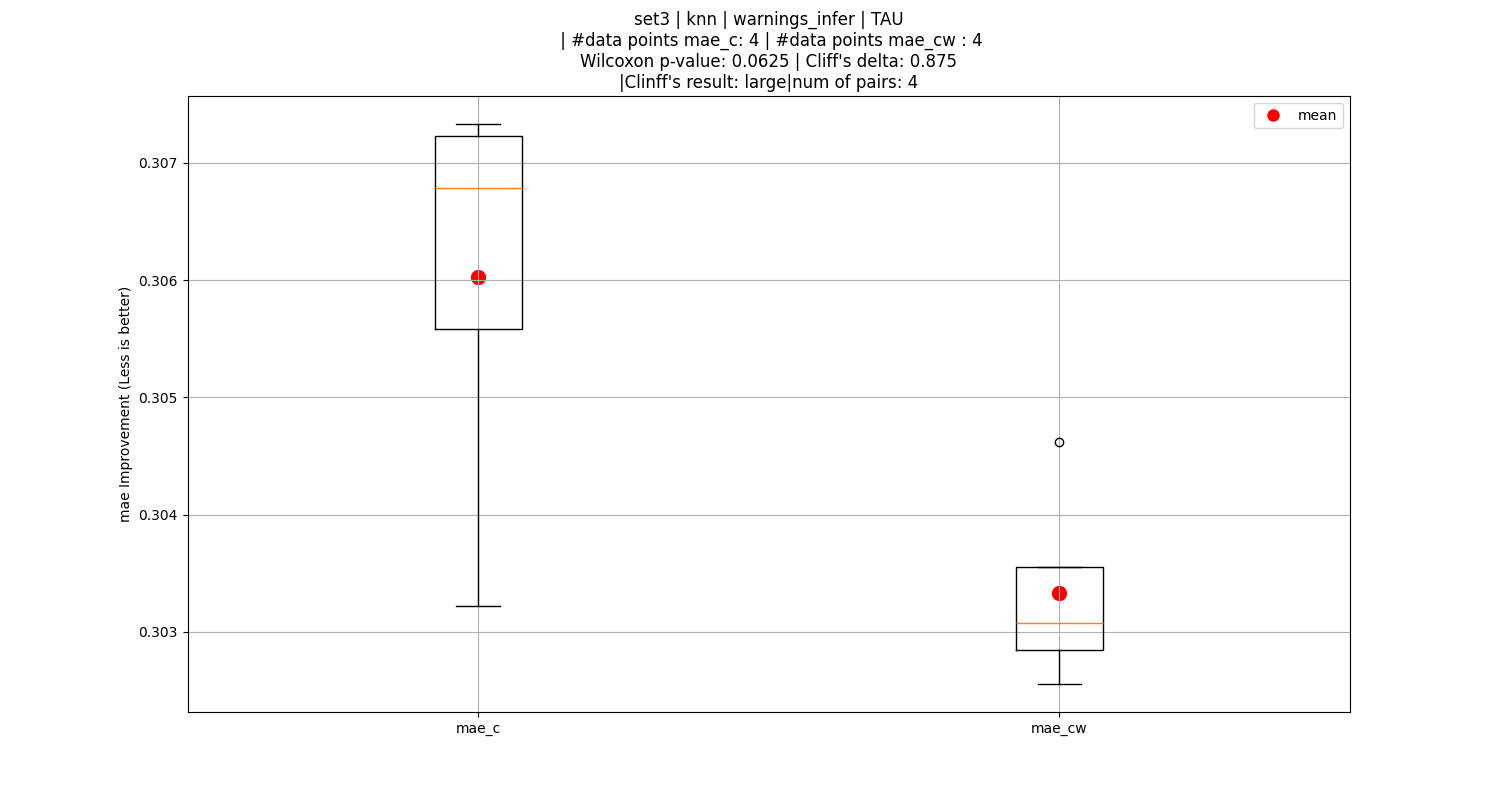 set3 | knn | warnings_infer | TAU
| #data points mae_c: 4 | #data points mae_cw : 4
Wilcoxon p-value: 0.0625 | Cliff's delta: 0.875
|Clinff's result: large|num of pairs: 4
mean
0.307
0.306
0.305
0.304
0.303
mae Improvement (Less is better)
mae_c
mae_cw